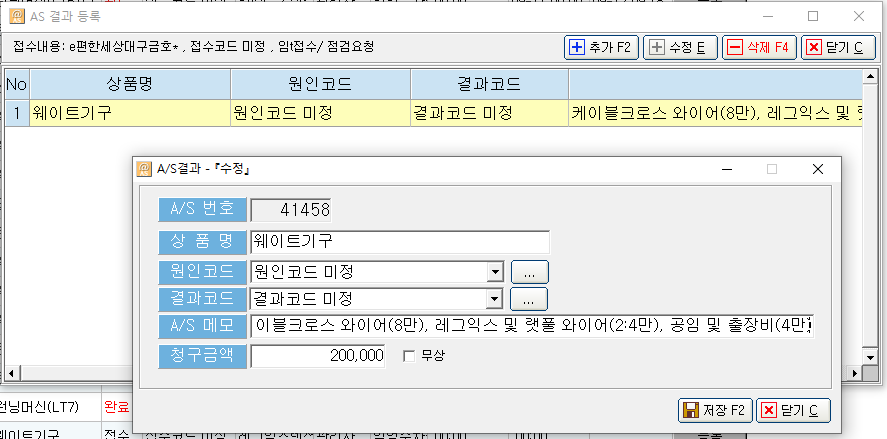 AS 결과 등록
접수내용: e편한세상대구금호* , 접수코드 미정 , 임t접수/ 점검요청
추가 F2 수정 E 삭제 F4 닫기 C
No 상품명 원인코드 결과코드
1 웨이트기구 원인코드 미정 결과코드 미정 케이블크로스 와이어(8만), 레그익스 및
A/S결과 - 『수정』
A/S 번호 41458
상 품 명 웨이트기구
원인코드 원인코드 미정 ...
결과코드 결과코드 미정 ...
A/S 메모 이블크로스 와이어(8만), 레그익스 및 랫풀 와이어(2:4만), 공임 및 출장비(4만)
청구금액 200,000 무상
저장 F2 닫기 C
런닝머신(LT7) 완료
웨이트기구 접수